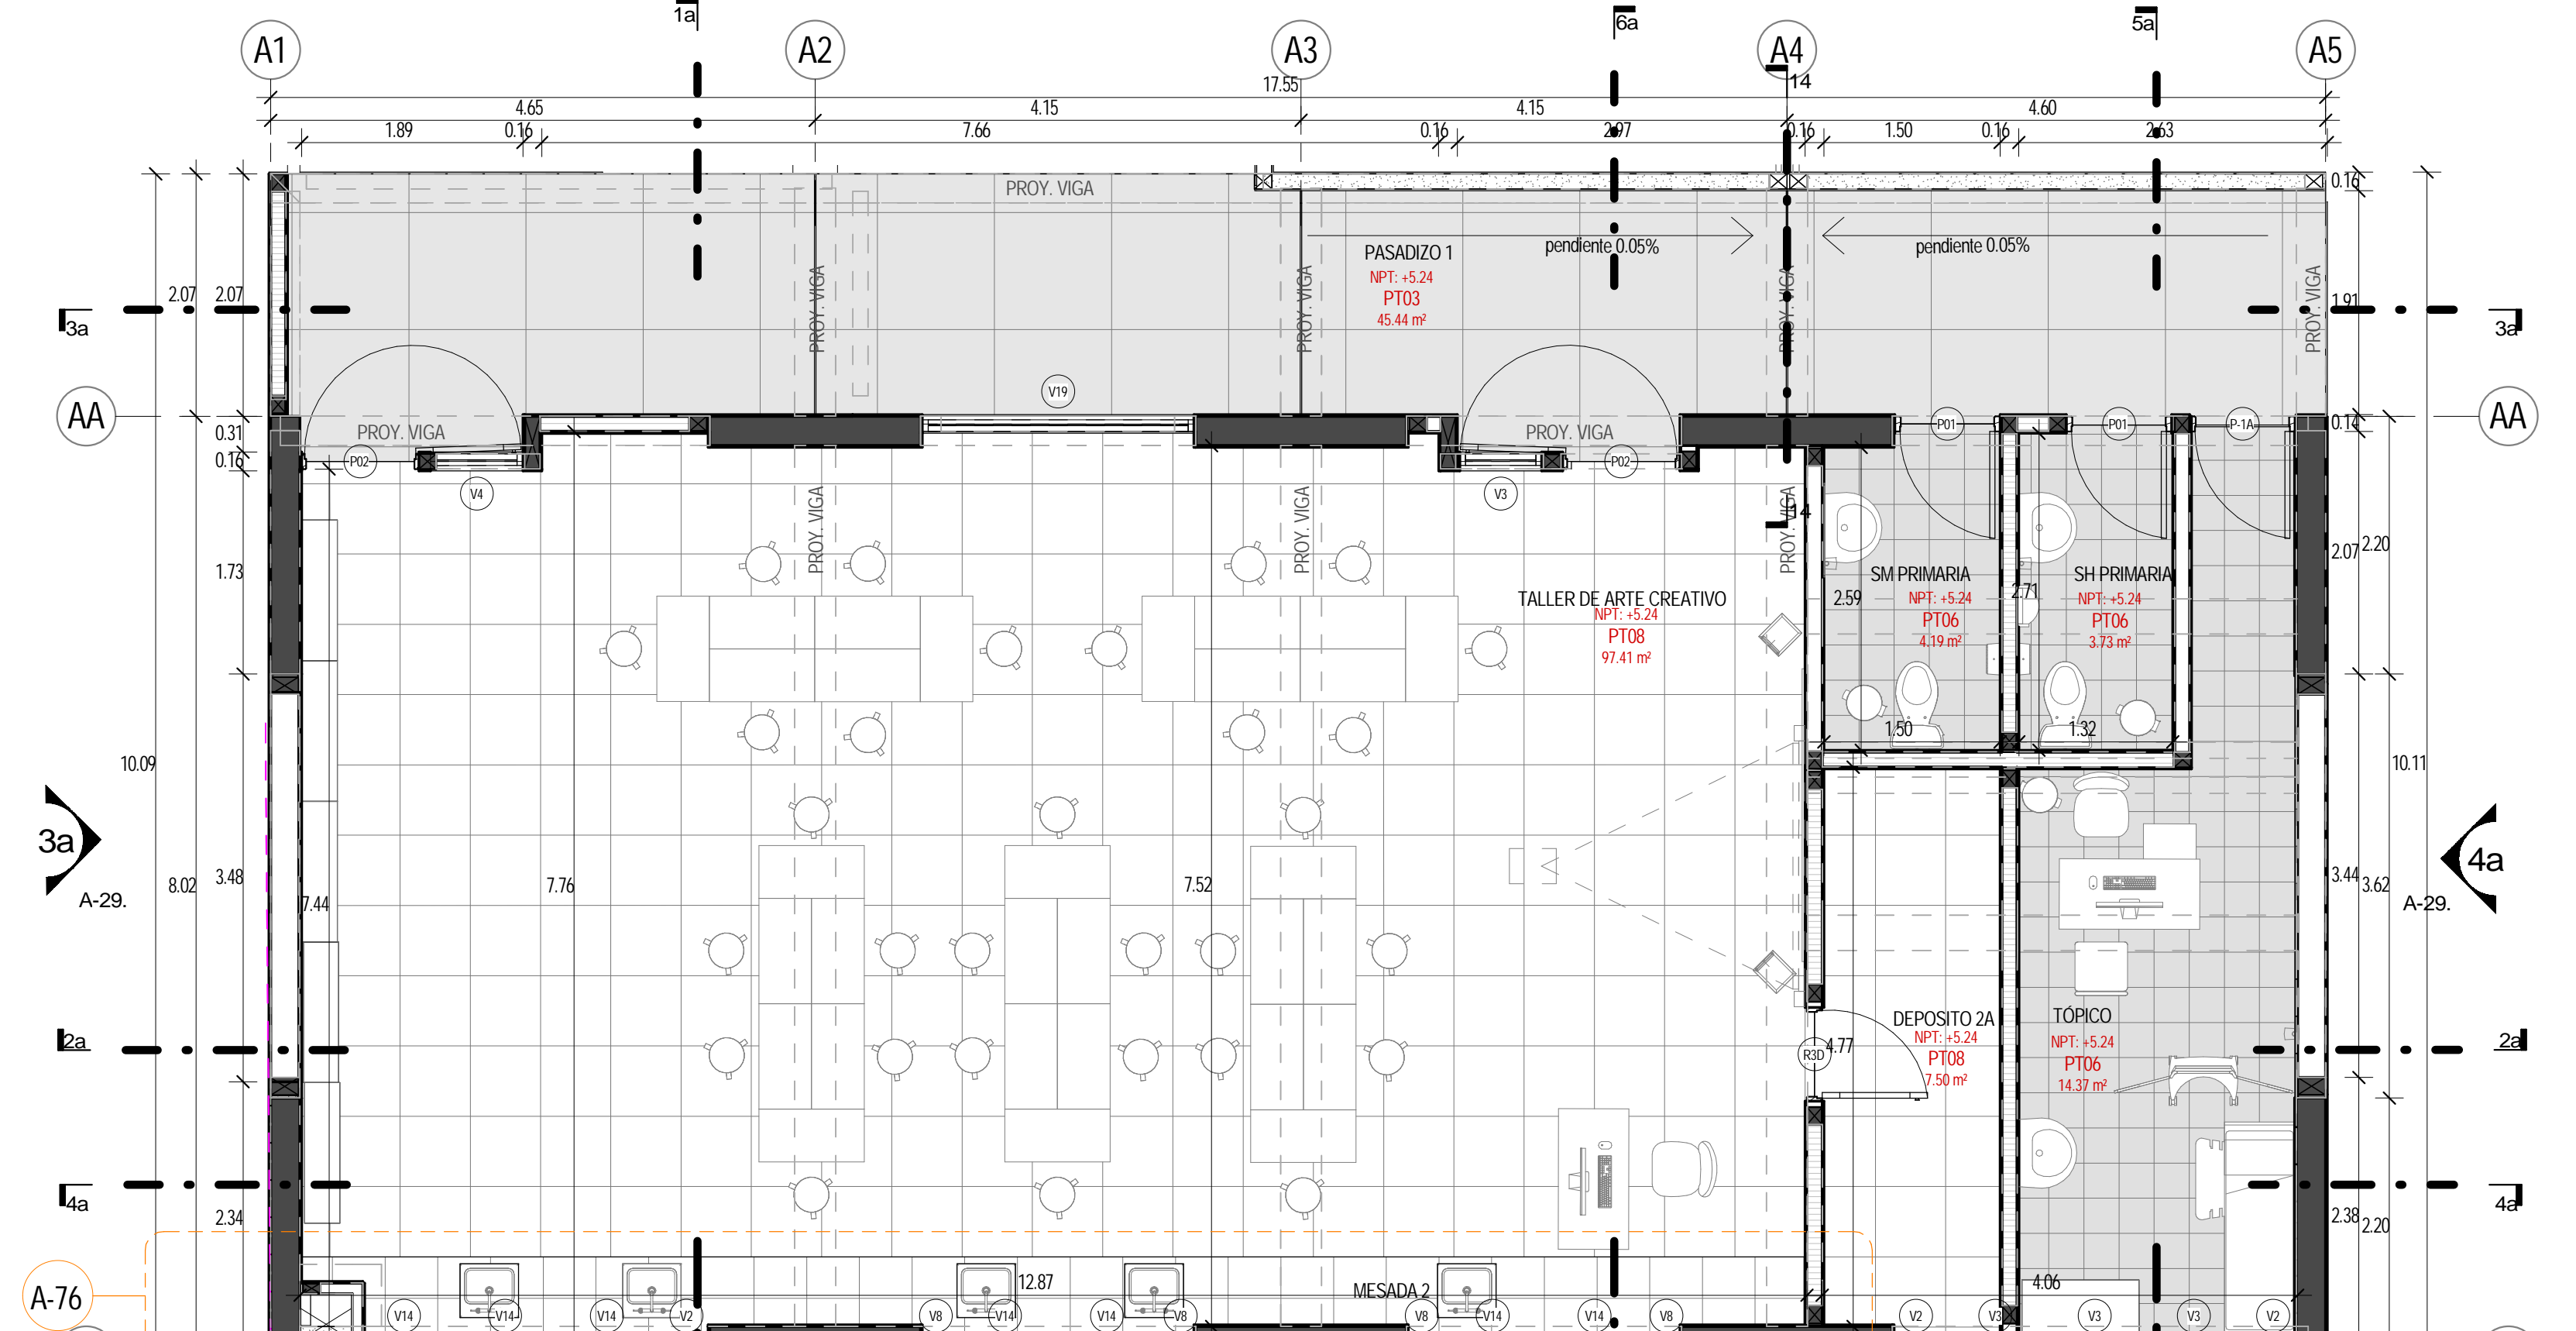 1a
6a
5a
A1
A2
A3
A4
A5
17.55
14
4.65
4.15
4.15
4.60
1.89
0.16
7.66
0.16
2.97
0.16
1.50
0.16
2.63
PROY. VIGA
0.16
PASADIZO 1
pendiente 0.05%
pendiente 0.05%
NPT: +5.24
PT03
45.44 m²
2.07
2.07
PROY. VIGA
PROY. VIGA
PROY. VIGA
PROY. VIGA
1.91
3a
3a
V19
AA
AA
0.31
PROY. VIGA
PROY. VIGA
P01
P01
P-1A
0.14
0.16
P02
P02
V4
V3
PROY. VIGA
PROY. VIGA
PROY. VIGA
14
1.73
2.07
2.20
TALLER DE ARTE CREATIVO
NPT: +5.24
PT08
97.41 m²
SM PRIMARIA
NPT: +5.24
PT06
4.19 m²
2.59
2.71
SH PRIMARIA
NPT: +5.24
PT06
3.73 m²
1.50
1.32
10.09
10.11
3a
A-29.
4a
A-29.
8.02
3.48
7.44
7.76
7.52
3.44
3.62
DEPOSITO 2A
NPT: +5.24
PT08
7.50 m²
TÓPICO
NPT: +5.24
PT06
14.37 m²
R3D
4.77
2a
2a
4a
4a
2.34
2.38
2.20
A-76
12.87
MESADA 2
4.06
V14
V14
V14
V2
V8
V14
V14
V8
V8
V14
V14
V8
V2
V3
V3
V3
V2